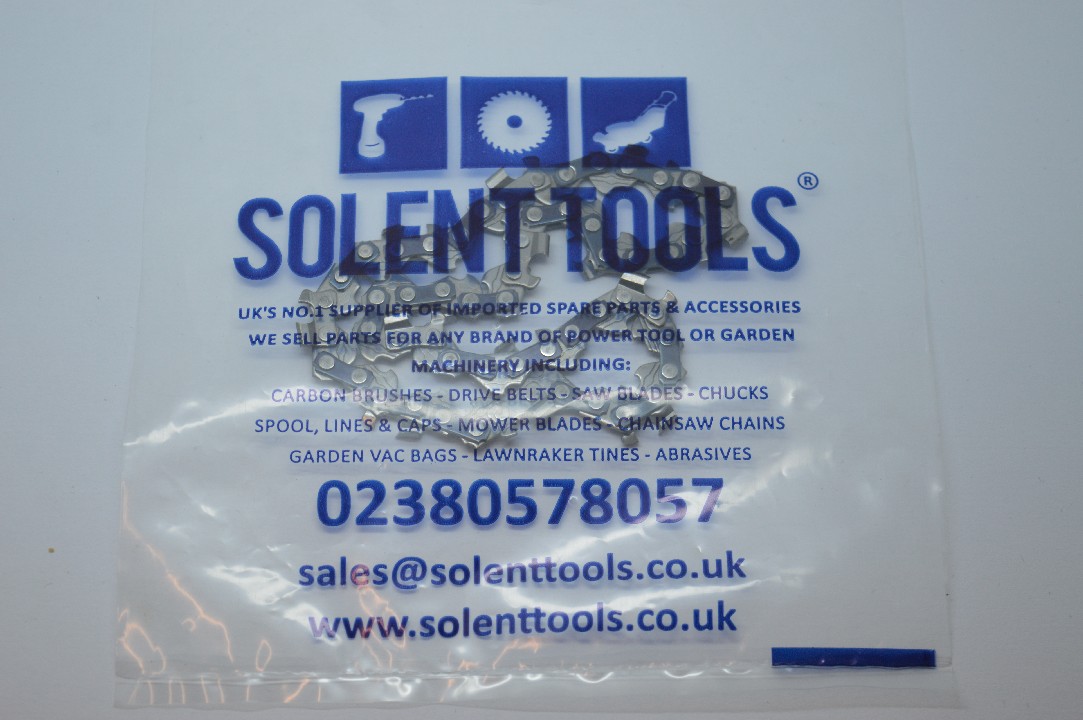 SOLENT TOOLS®
UK'S NO.1 SUPPLIER OF IMPORTED SPARE PARTS & ACCESSORIES
WE SELL PARTS FOR ANY BRAND OF POWER TOOL OR GARDEN
MACHINERY INCLUDING:
CARBON BRUSHES - DRIVE BELTS - SAW BLADES - CHUCKS
SPOOL, LINES & CAPS - MOWER BLADES - CHAINSAW CHAINS
GARDEN VAC BAGS - LAWNRAKER TINES - ABRASIVES
02380578057
sales@solenttools.co.uk
www.solenttools.co.uk